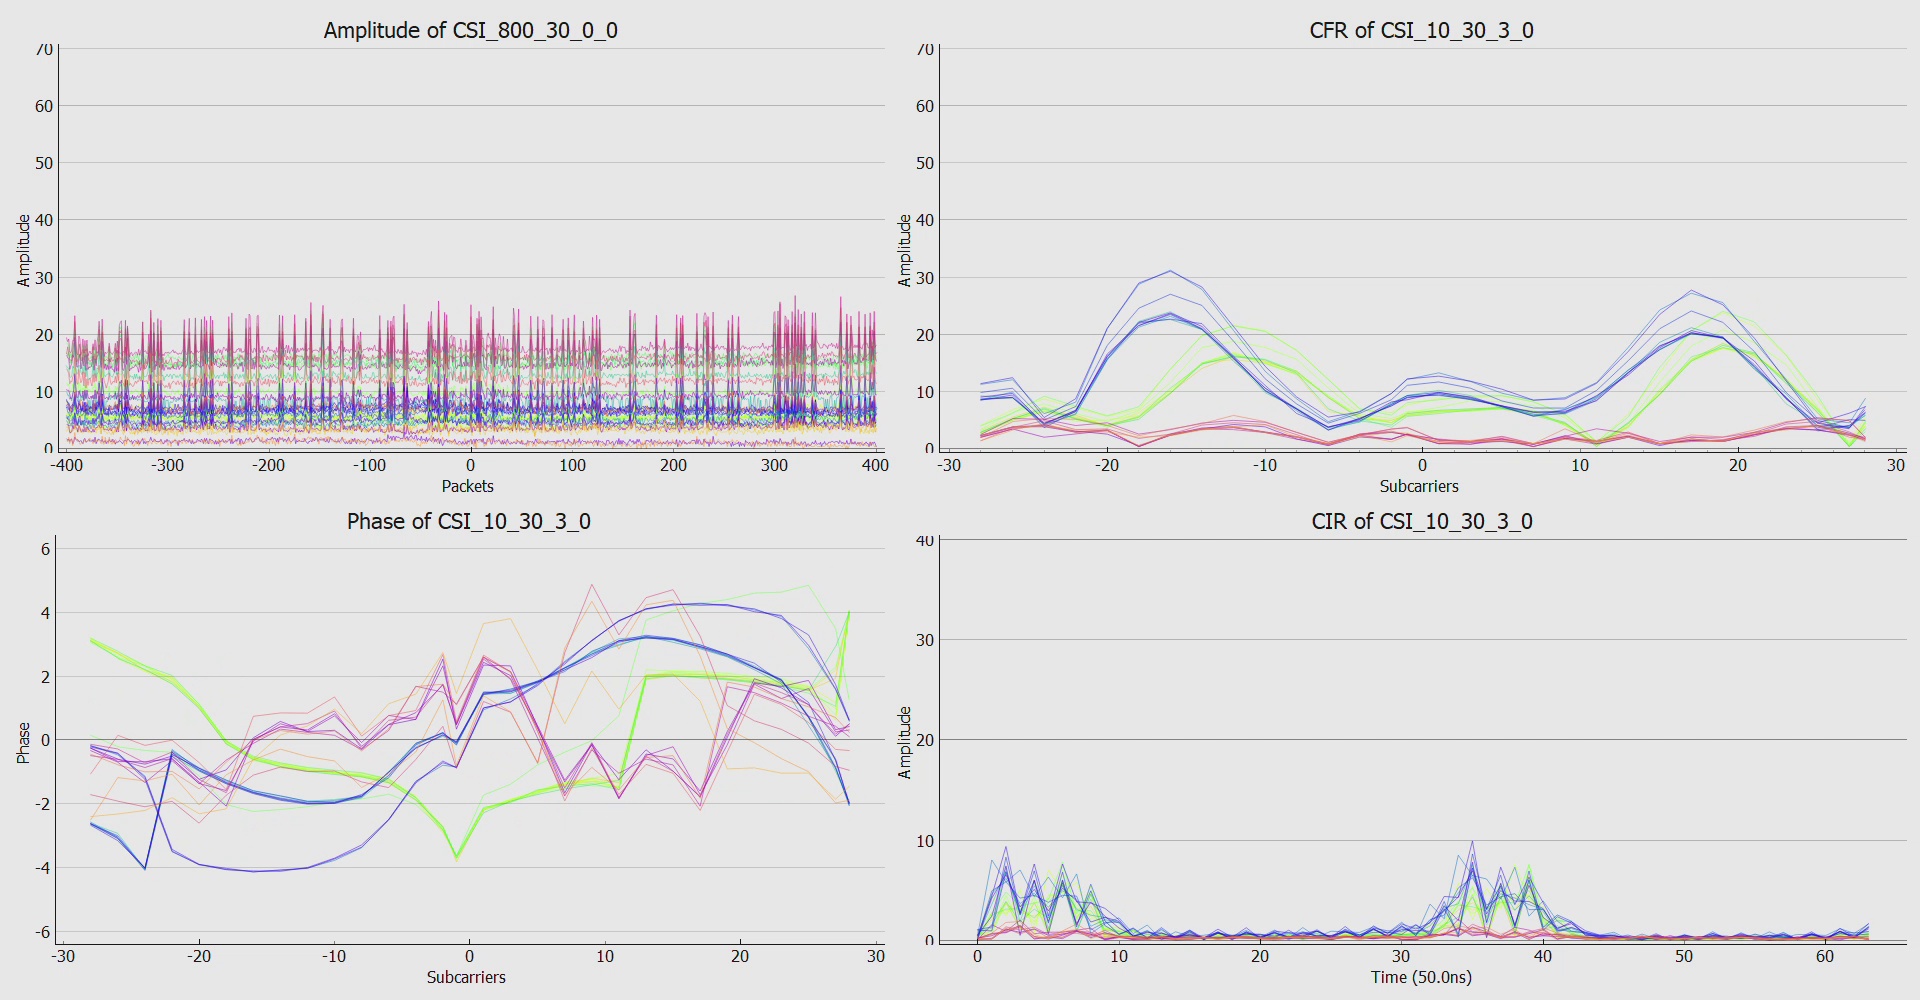 Amplitude of CSI_800_30_0_0
70
60
50
40
30
20
10
0
Amplitude
-400 -300 -200 -100 0 100 200 300 400
Packets
CFR of CSI_10_30_3_0
70
60
50
40
30
20
10
0
Amplitude
-30 -20 -10 0 10 20 30
Subcarriers
Phase of CSI_10_30_3_0
6
4
2
0
-2
-4
-6
Phase
-30 -20 -10 0 10 20 30
Subcarriers
CIR of CSI_10_30_3_0
40
30
20
10
0
Amplitude
0 10 20 30 40 50 60
Time (50.0ns)